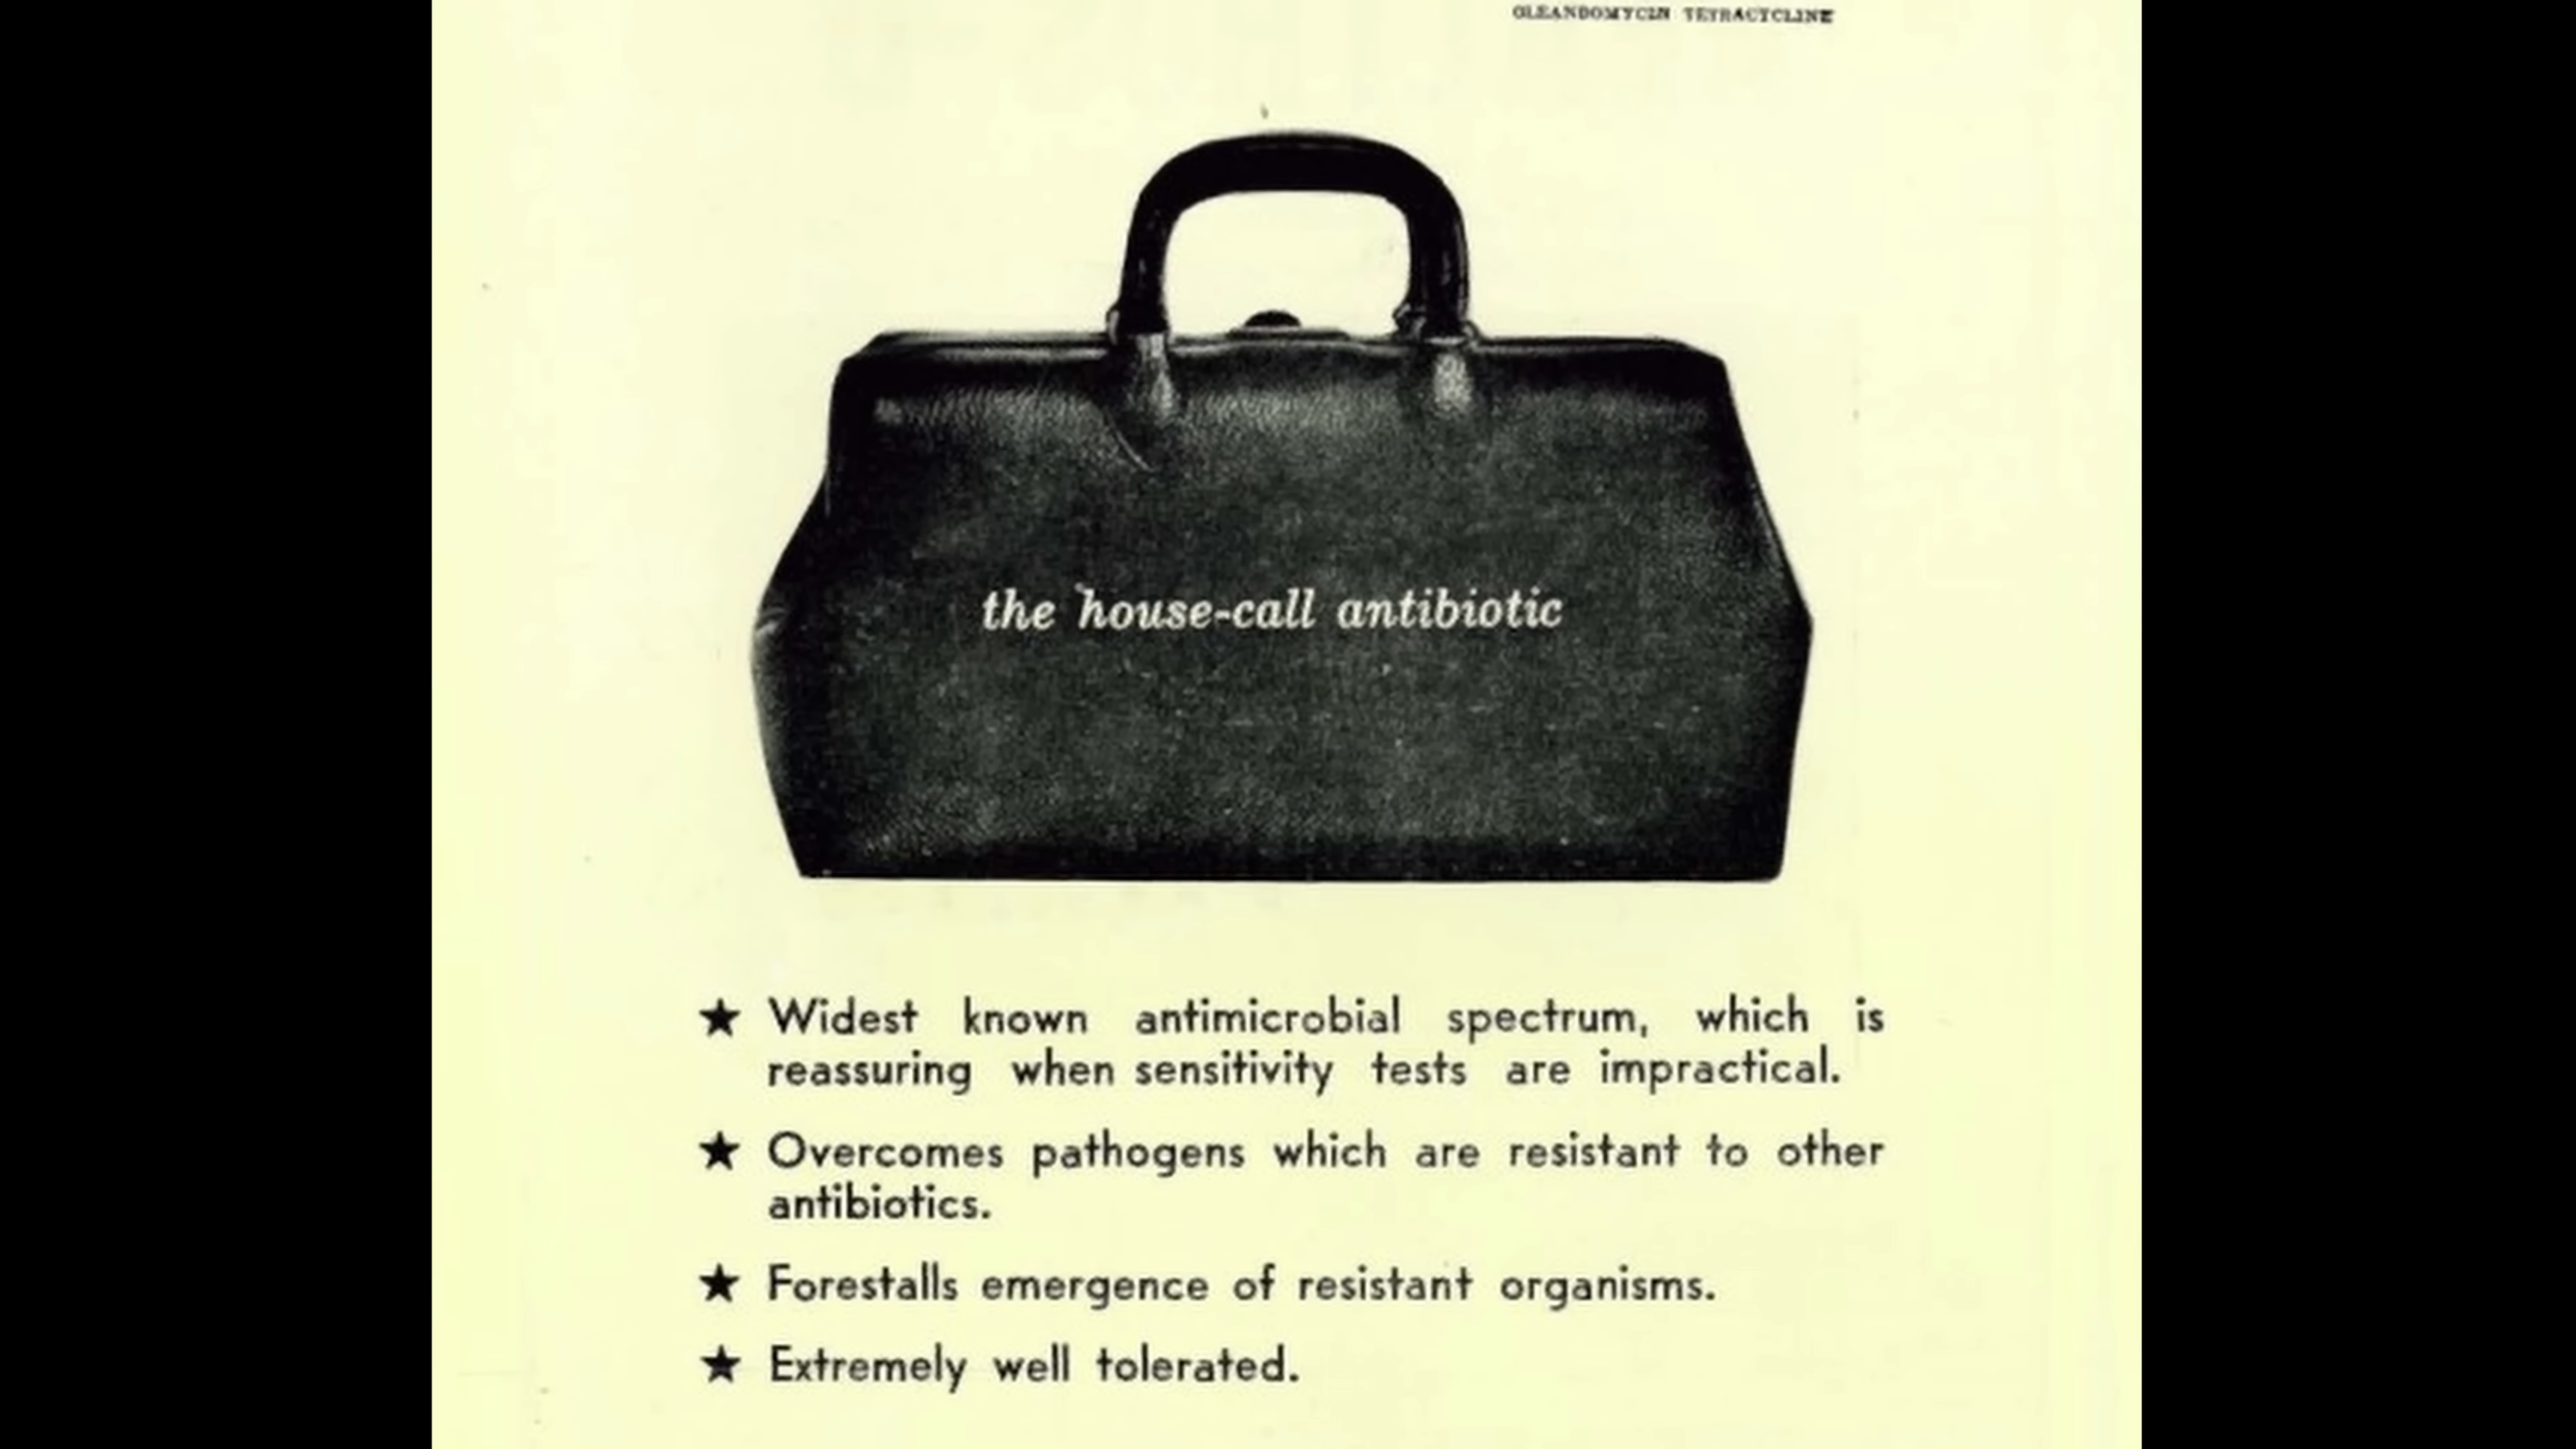 OLEANDOMYCIN TETRACYCLINE
the house-call antibiotic
★ Widest known antimicrobial spectrum, which is
reassuring when sensitivity tests are impractical.
★ Overcomes pathogens which are resistant to other
antibiotics.
★ Forestalls emergence of resistant organisms.
★ Extremely well tolerated.